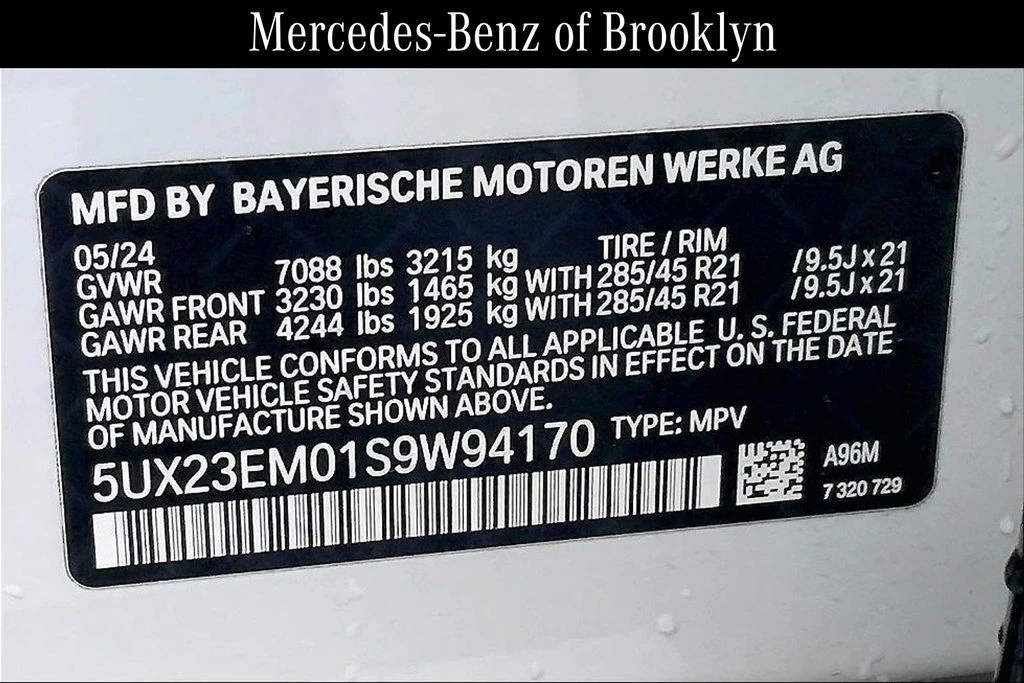 Mercedes-Benz of Brooklyn
MFD BY BAYERISCHE MOTOREN WERKE AG
05/24 TIRE / RIM
GVWR 7088 lbs 3215 kg
GAWR FRONT 3230 lbs 1465 kg WITH 285/45 R21 /9.5J x 21
GAWR REAR 4244 lbs 1925 kg WITH 285/45 R21 /9.5J x 21
THIS VEHICLE CONFORMS TO ALL APPLICABLE U. S. FEDERAL
MOTOR VEHICLE SAFETY STANDARDS IN EFFECT ON THE DATE
OF MANUFACTURE SHOWN ABOVE.
5UX23EM01S9W94170 TYPE: MPV
A96M
7 320 729